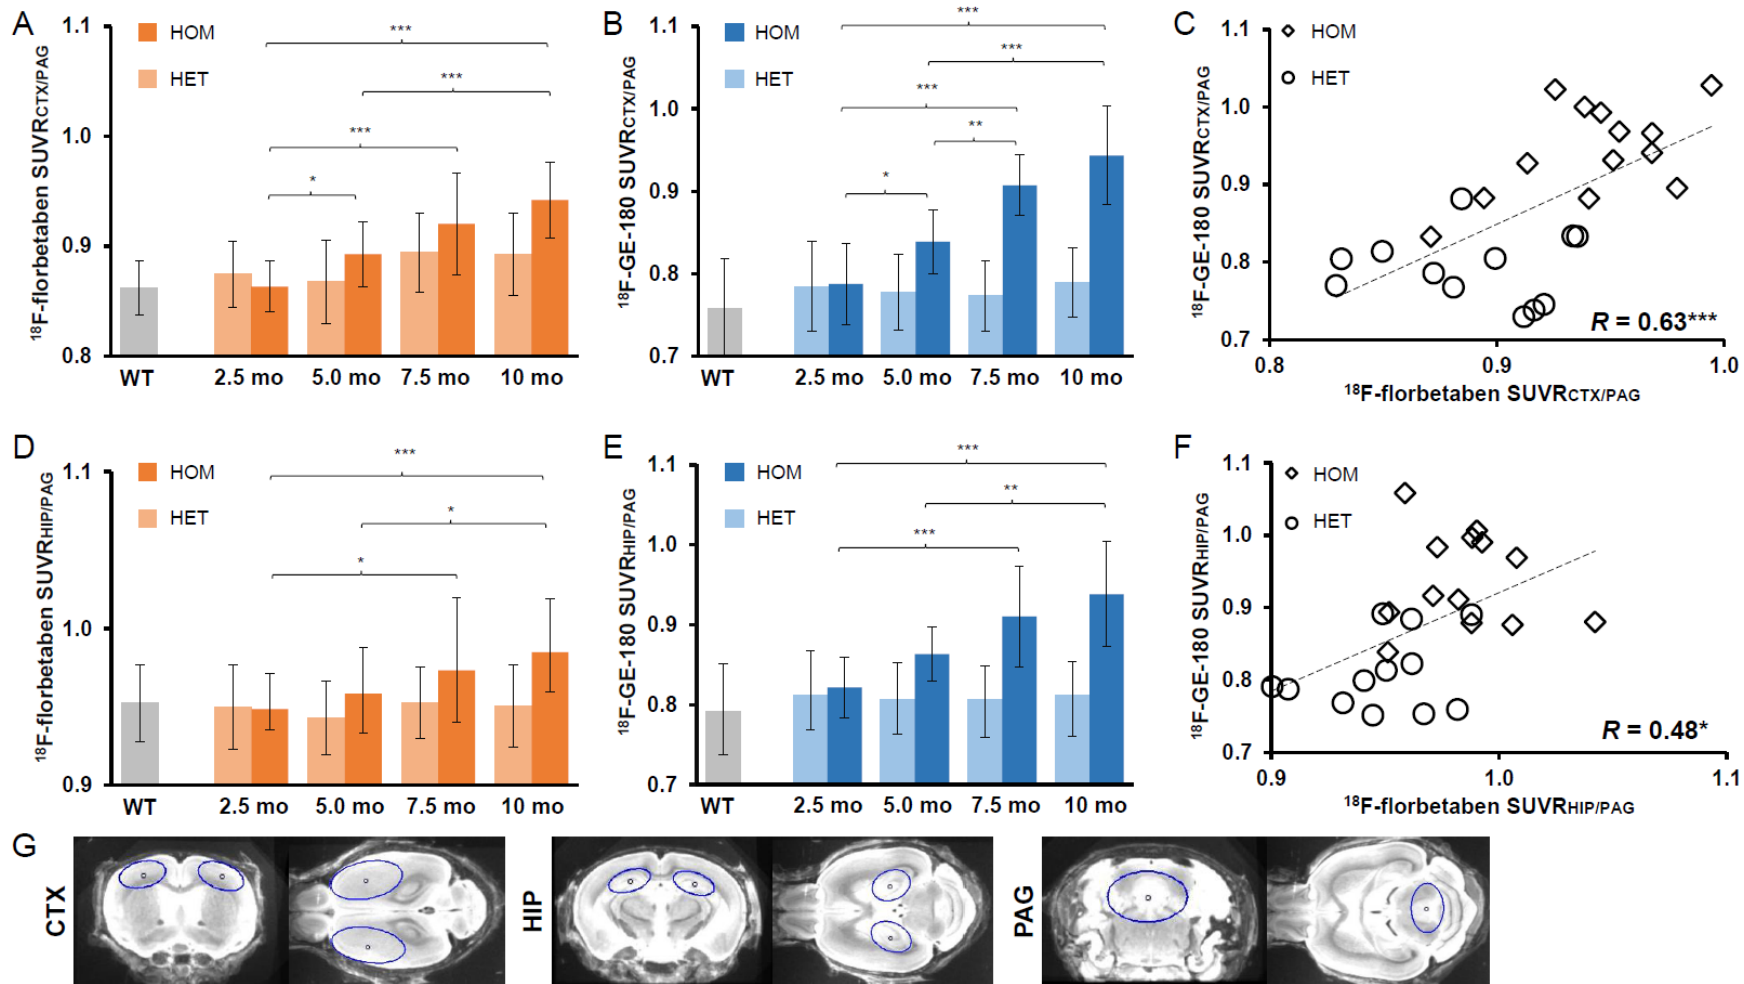 A
¹⁸F-florbetaben SUVRCTX/PAG
1.1
1.0
0.9
0.8
HOM
HET
***
***
***
*
WT
2.5 mo
5.0 mo
7.5 mo
10 mo
B
¹⁸F-GE-180 SUVRCTX/PAG
1.1
1.0
0.9
0.8
0.7
HOM
HET
***
***
***
**
*
WT
2.5 mo
5.0 mo
7.5 mo
10 mo
C
¹⁸F-GE-180 SUVRCTX/PAG
1.1
1.0
0.9
0.8
0.7
HOM
HET
R = 0.63***
0.8
0.9
1.0
¹⁸F-florbetaben SUVRCTX/PAG
D
¹⁸F-florbetaben SUVRHIP/PAG
1.1
1.0
0.9
HOM
HET
***
*
*
WT
2.5 mo
5.0 mo
7.5 mo
10 mo
E
¹⁸F-GE-180 SUVRHIP/PAG
1.1
1.0
0.9
0.8
0.7
HOM
HET
***
**
***
WT
2.5 mo
5.0 mo
7.5 mo
10 mo
F
¹⁸F-GE-180 SUVRHIP/PAG
1.1
1.0
0.9
0.8
0.7
HOM
HET
R = 0.48*
0.9
1.0
1.1
¹⁸F-florbetaben SUVRHIP/PAG
G
CTX
HIP
PAG